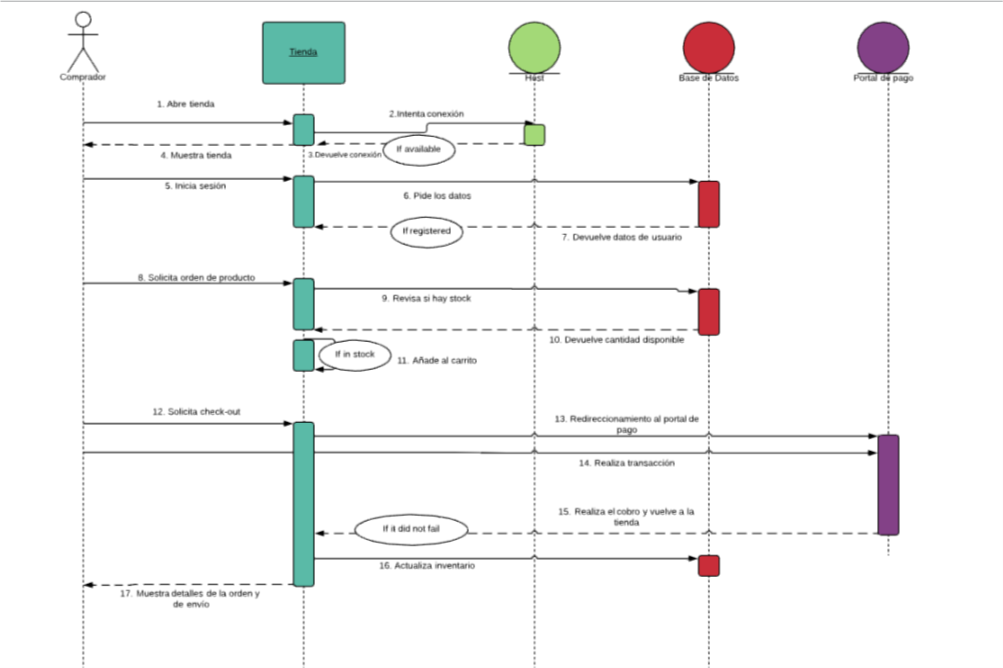 Tienda
Comprador
Host
Base de Datos
Portal de pago
1. Abre tienda
2.Intenta conexión
If available
3.Devuelve conexión
4. Muestra tienda
5. Inicia sesión
6. Pide los datos
If registered
7. Devuelve datos de usuario
8. Solicita orden de producto
9. Revisa si hay stock
10. Devuelve cantidad disponible
If in stock
11. Añade al carrito
12. Solicita check-out
13. Redireccionamiento al portal de
pago
14. Realiza transacción
15. Realiza el cobro y vuelve a la
tienda
If it did not fail
16. Actualiza inventario
17. Muestra detalles de la orden y
de envío